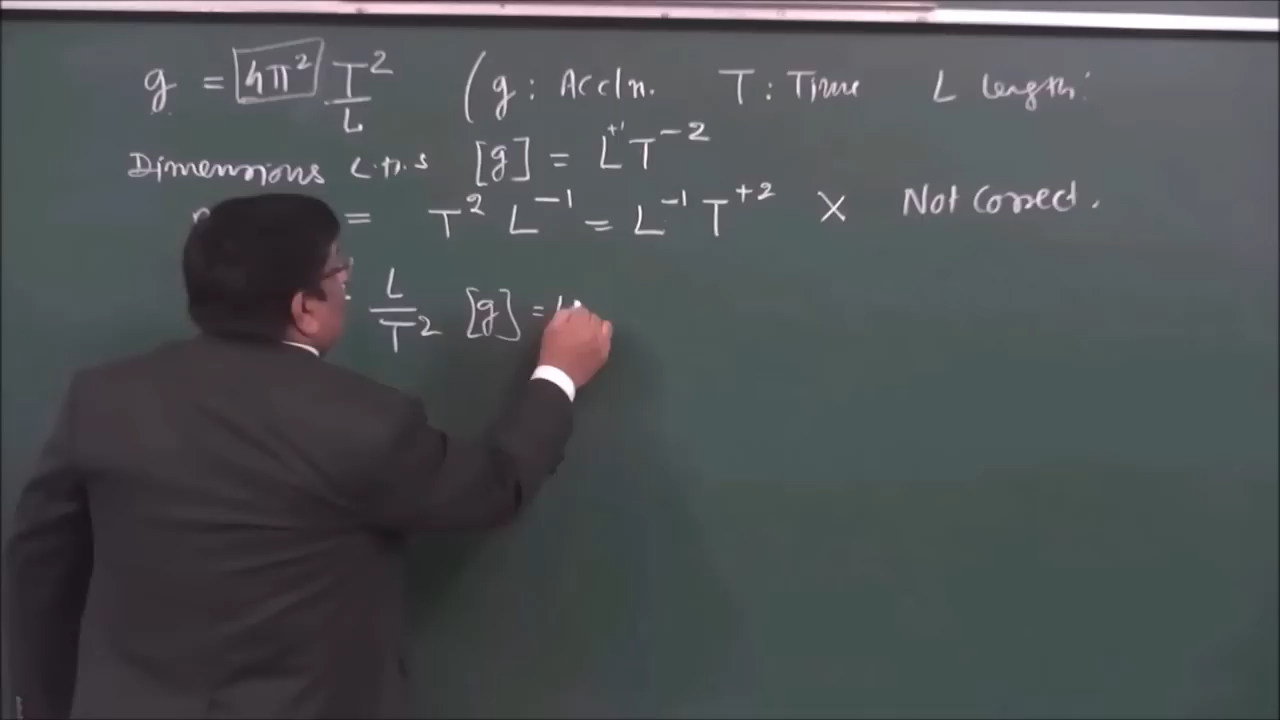 g = 4π² T²/L (g: Accln. T: Time L length:
Dimensions L.H.S [g] = L⁺¹T⁻²
= T² L⁻¹ = L⁻¹ T⁺² X Not Correct.
L/T² [g] =